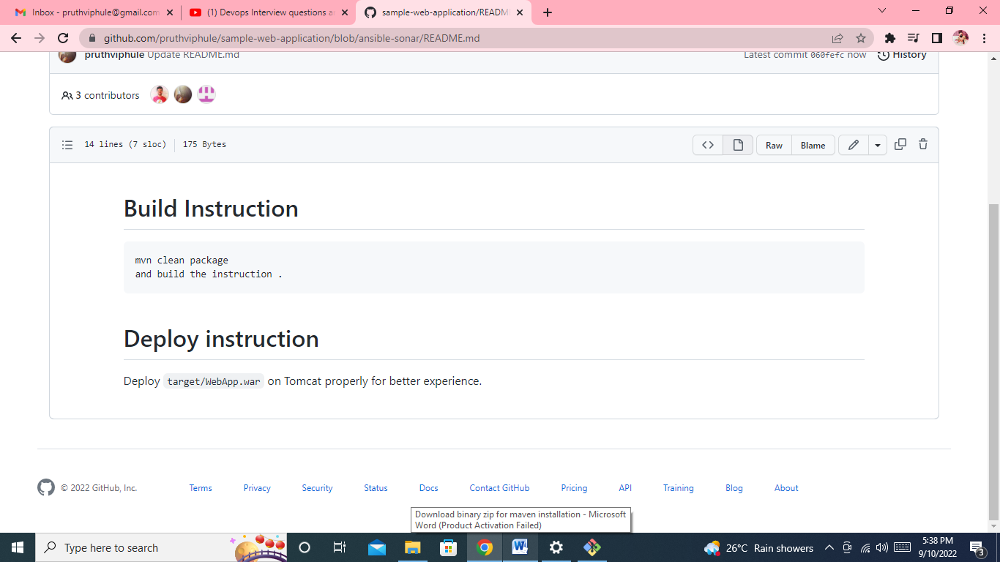 Inbox - pruthviphule@gmail.com
(1) Devops Interview questions a
sample-web-application/README
github.com/pruthviphule/sample-web-application/blob/ansible-sonar/README.md
pruthviphule Update README.md
Latest commit 060fefc now
History
3 contributors
14 lines (7 sloc)
175 Bytes
Raw
Blame
Build Instruction
mvn clean package
and build the instruction .
Deploy instruction
Deploy target/WebApp.war on Tomcat properly for better experience.
© 2022 GitHub, Inc.
Terms
Privacy
Security
Status
Docs
Contact GitHub
Pricing
API
Training
Blog
About
Download binary zip for maven installation - Microsoft
Word (Product Activation Failed)
Type here to search
26°C Rain showers
5:38 PM
9/10/2022
3